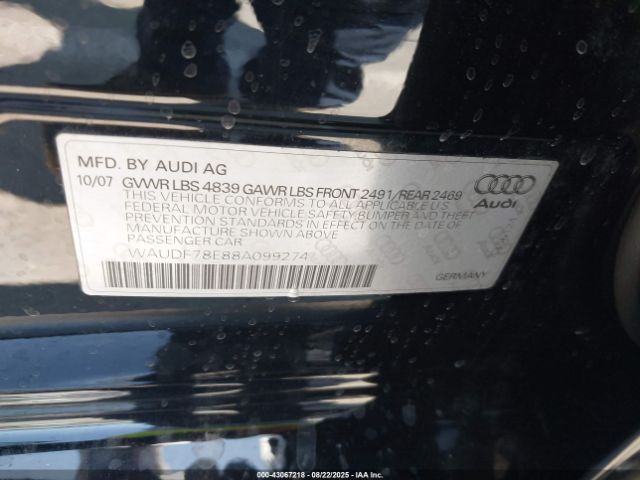 MFD. BY AUDI AG
10/07 GVWR LBS 4839 GAWR LBS FRONT 2491/REAR 2469
THIS VEHICLE CONFORMS TO ALL APPLICABLE U.S.
FEDERAL MOTOR VEHICLE SAFETY, BUMPER AND THEFT
PREVENTION STANDARDS IN EFFECT ON THE DATE OF
MANUFACTURE SHOWN ABOVE
PASSENGER CAR
WAUDF78E88A099274
Audi
GERMANY
000-43067218 - 08/22/2025 - IAAI.COM